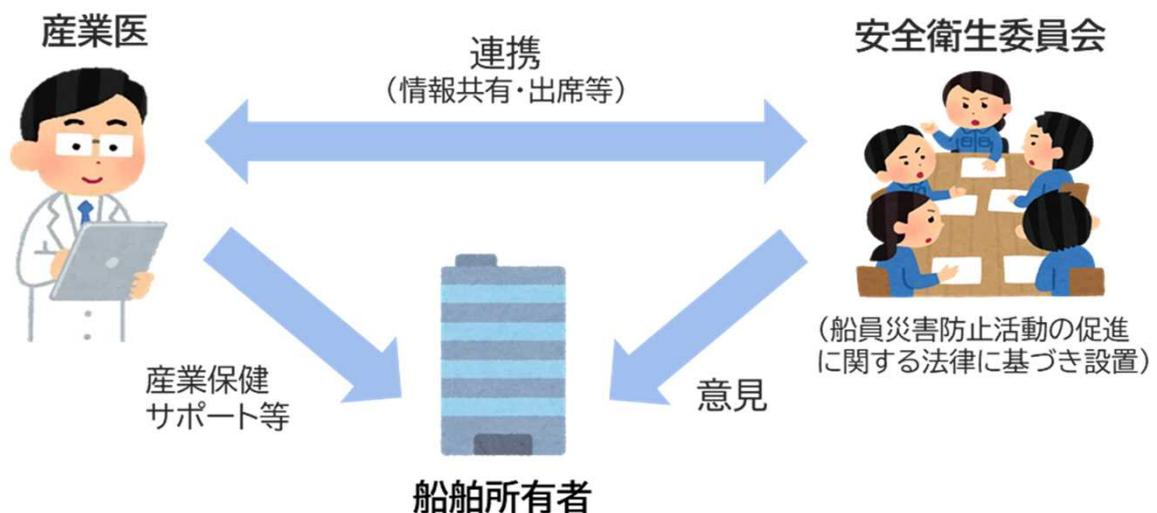 産業医
連携
（情報共有・出席等）
安全衛生委員会
（船員災害防止活動の促進
に関する法律に基づき設置）
産業保健
サポート等
意見
船舶所有者